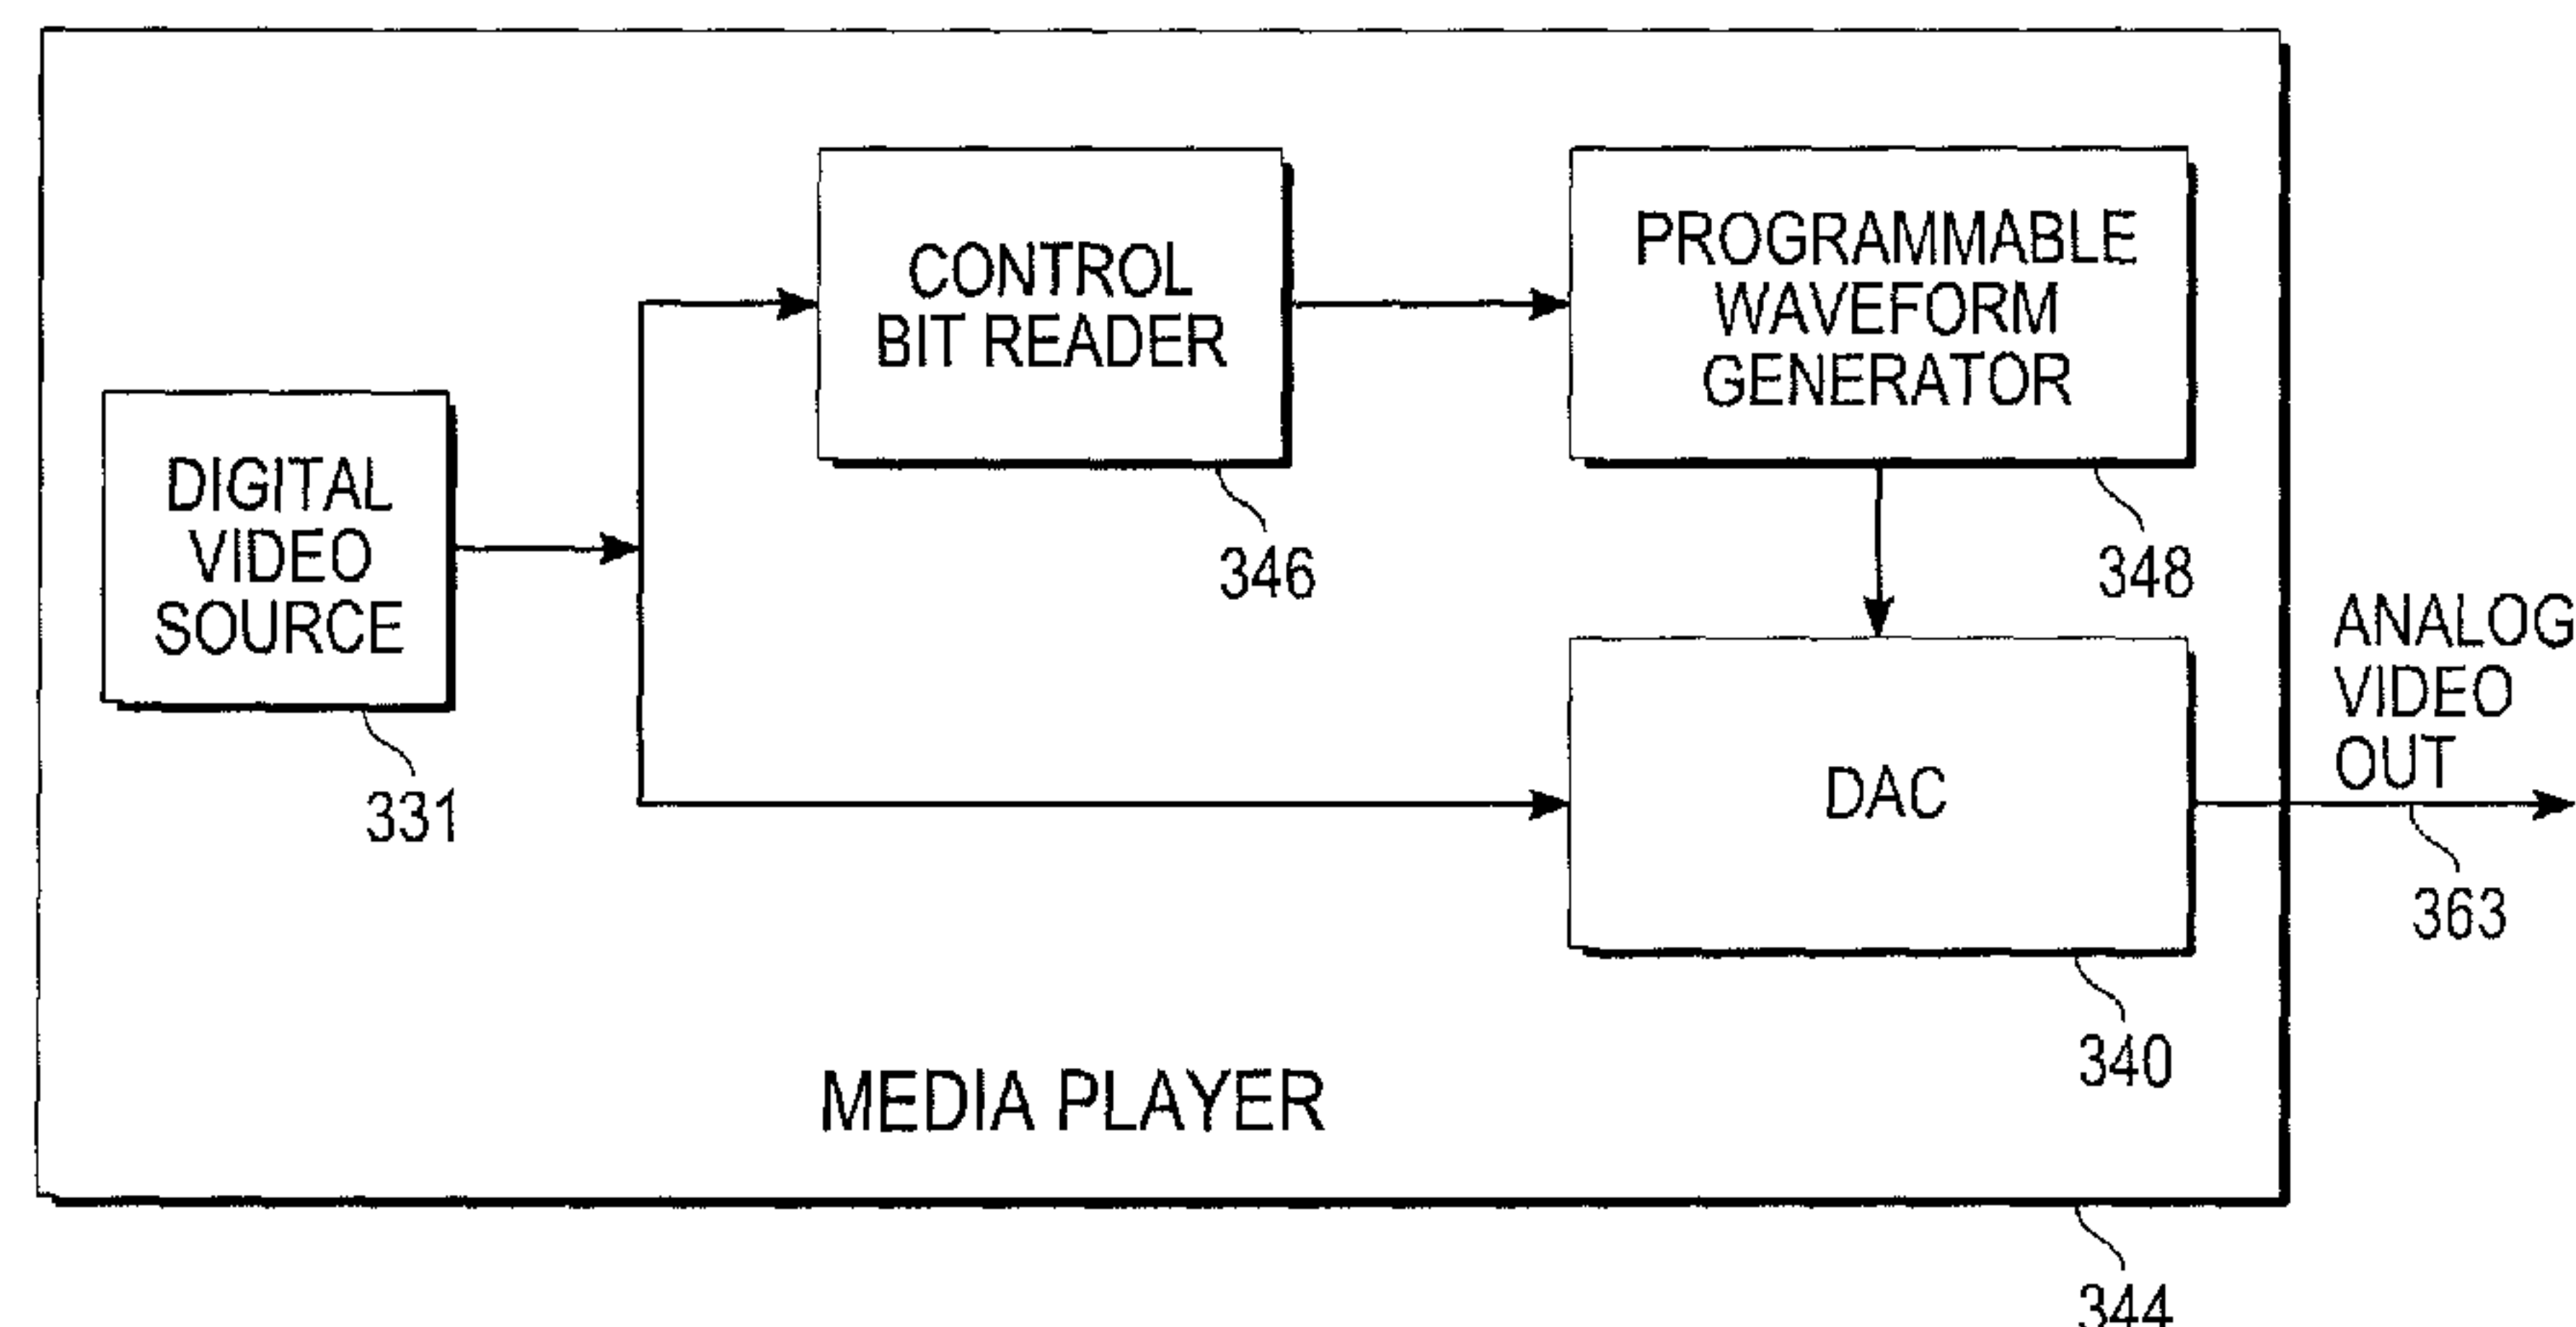 CONTROL
BIT READER
346
PROGRAMMABLE
WAVEFORM
GENERATOR
348
DIGITAL
VIDEO
SOURCE
331
DAC
340
ANALOG
VIDEO
OUT
363
MEDIA PLAYER
344